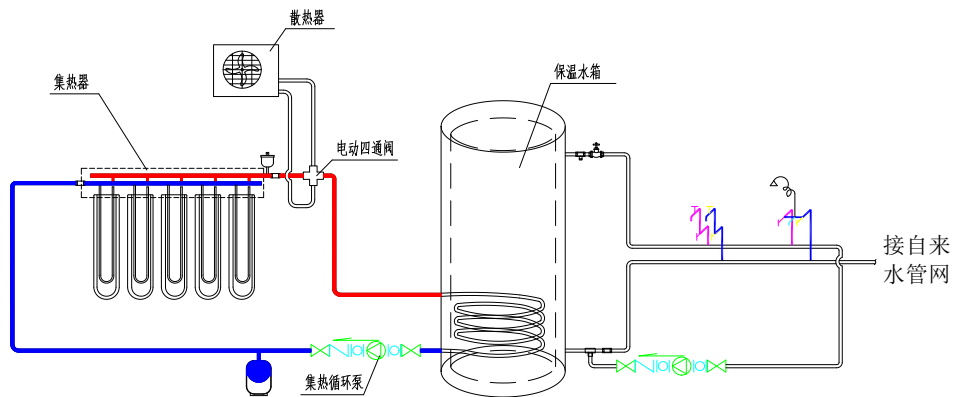 散热器
集热器
保温水箱
电动四通阀
接自来
水管网
集热循环泵